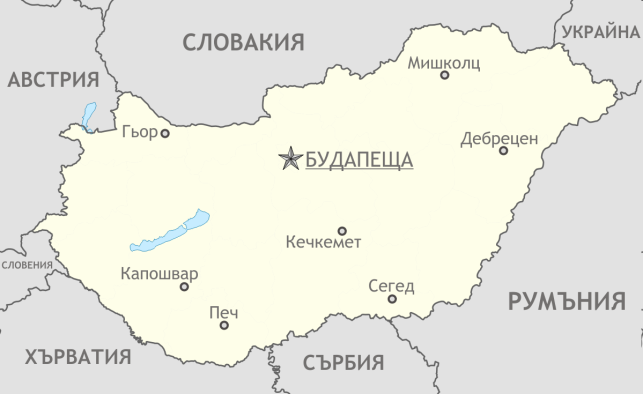 УКРАЙНА
СЛОВАКИЯ
Мишколц
АВСТРИЯ
Гьор
Дебрецен
БУДАПЕЩА
Кечкемет
СЛОВЕНИЯ
Капошвар
Сегед
РУМЪНИЯ
Печ
ХЪРВАТИЯ
СЪРБИЯ